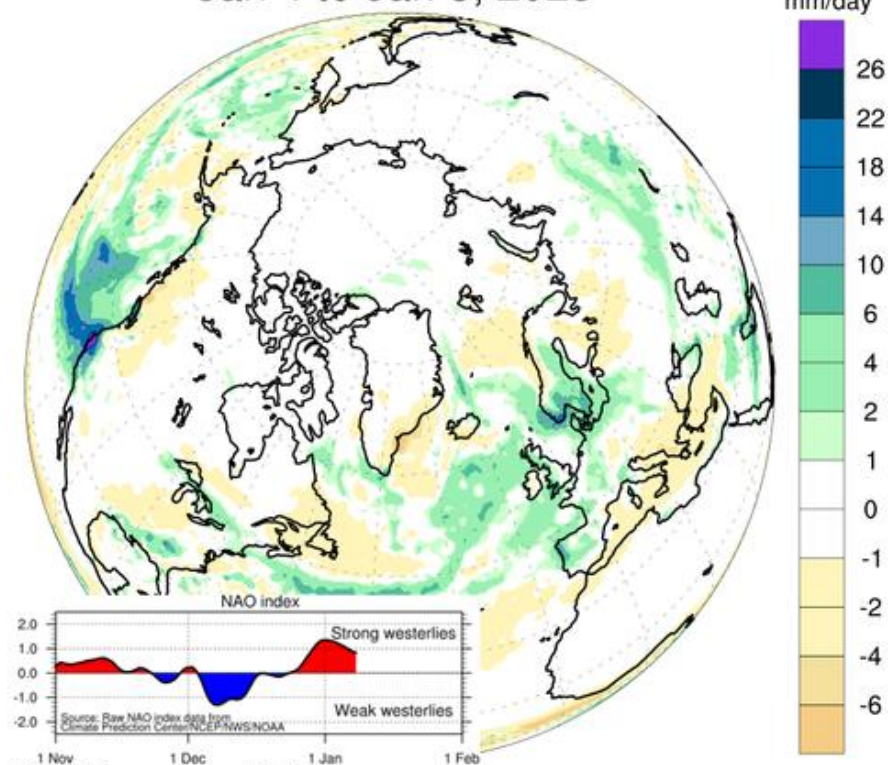 mm/day
26
22
18
14
10
6
4
2
1
0
-1
-2
-4
-6
NAO index
2.0
1.0
0.0
-1.0
-2.0
Strong westerlies
Weak westerlies
Source: Raw NAO index data from
Climate Prediction Center/NCEP/NWS/NOAA
1 Nov
1 Dec
1 Jan
1 Feb